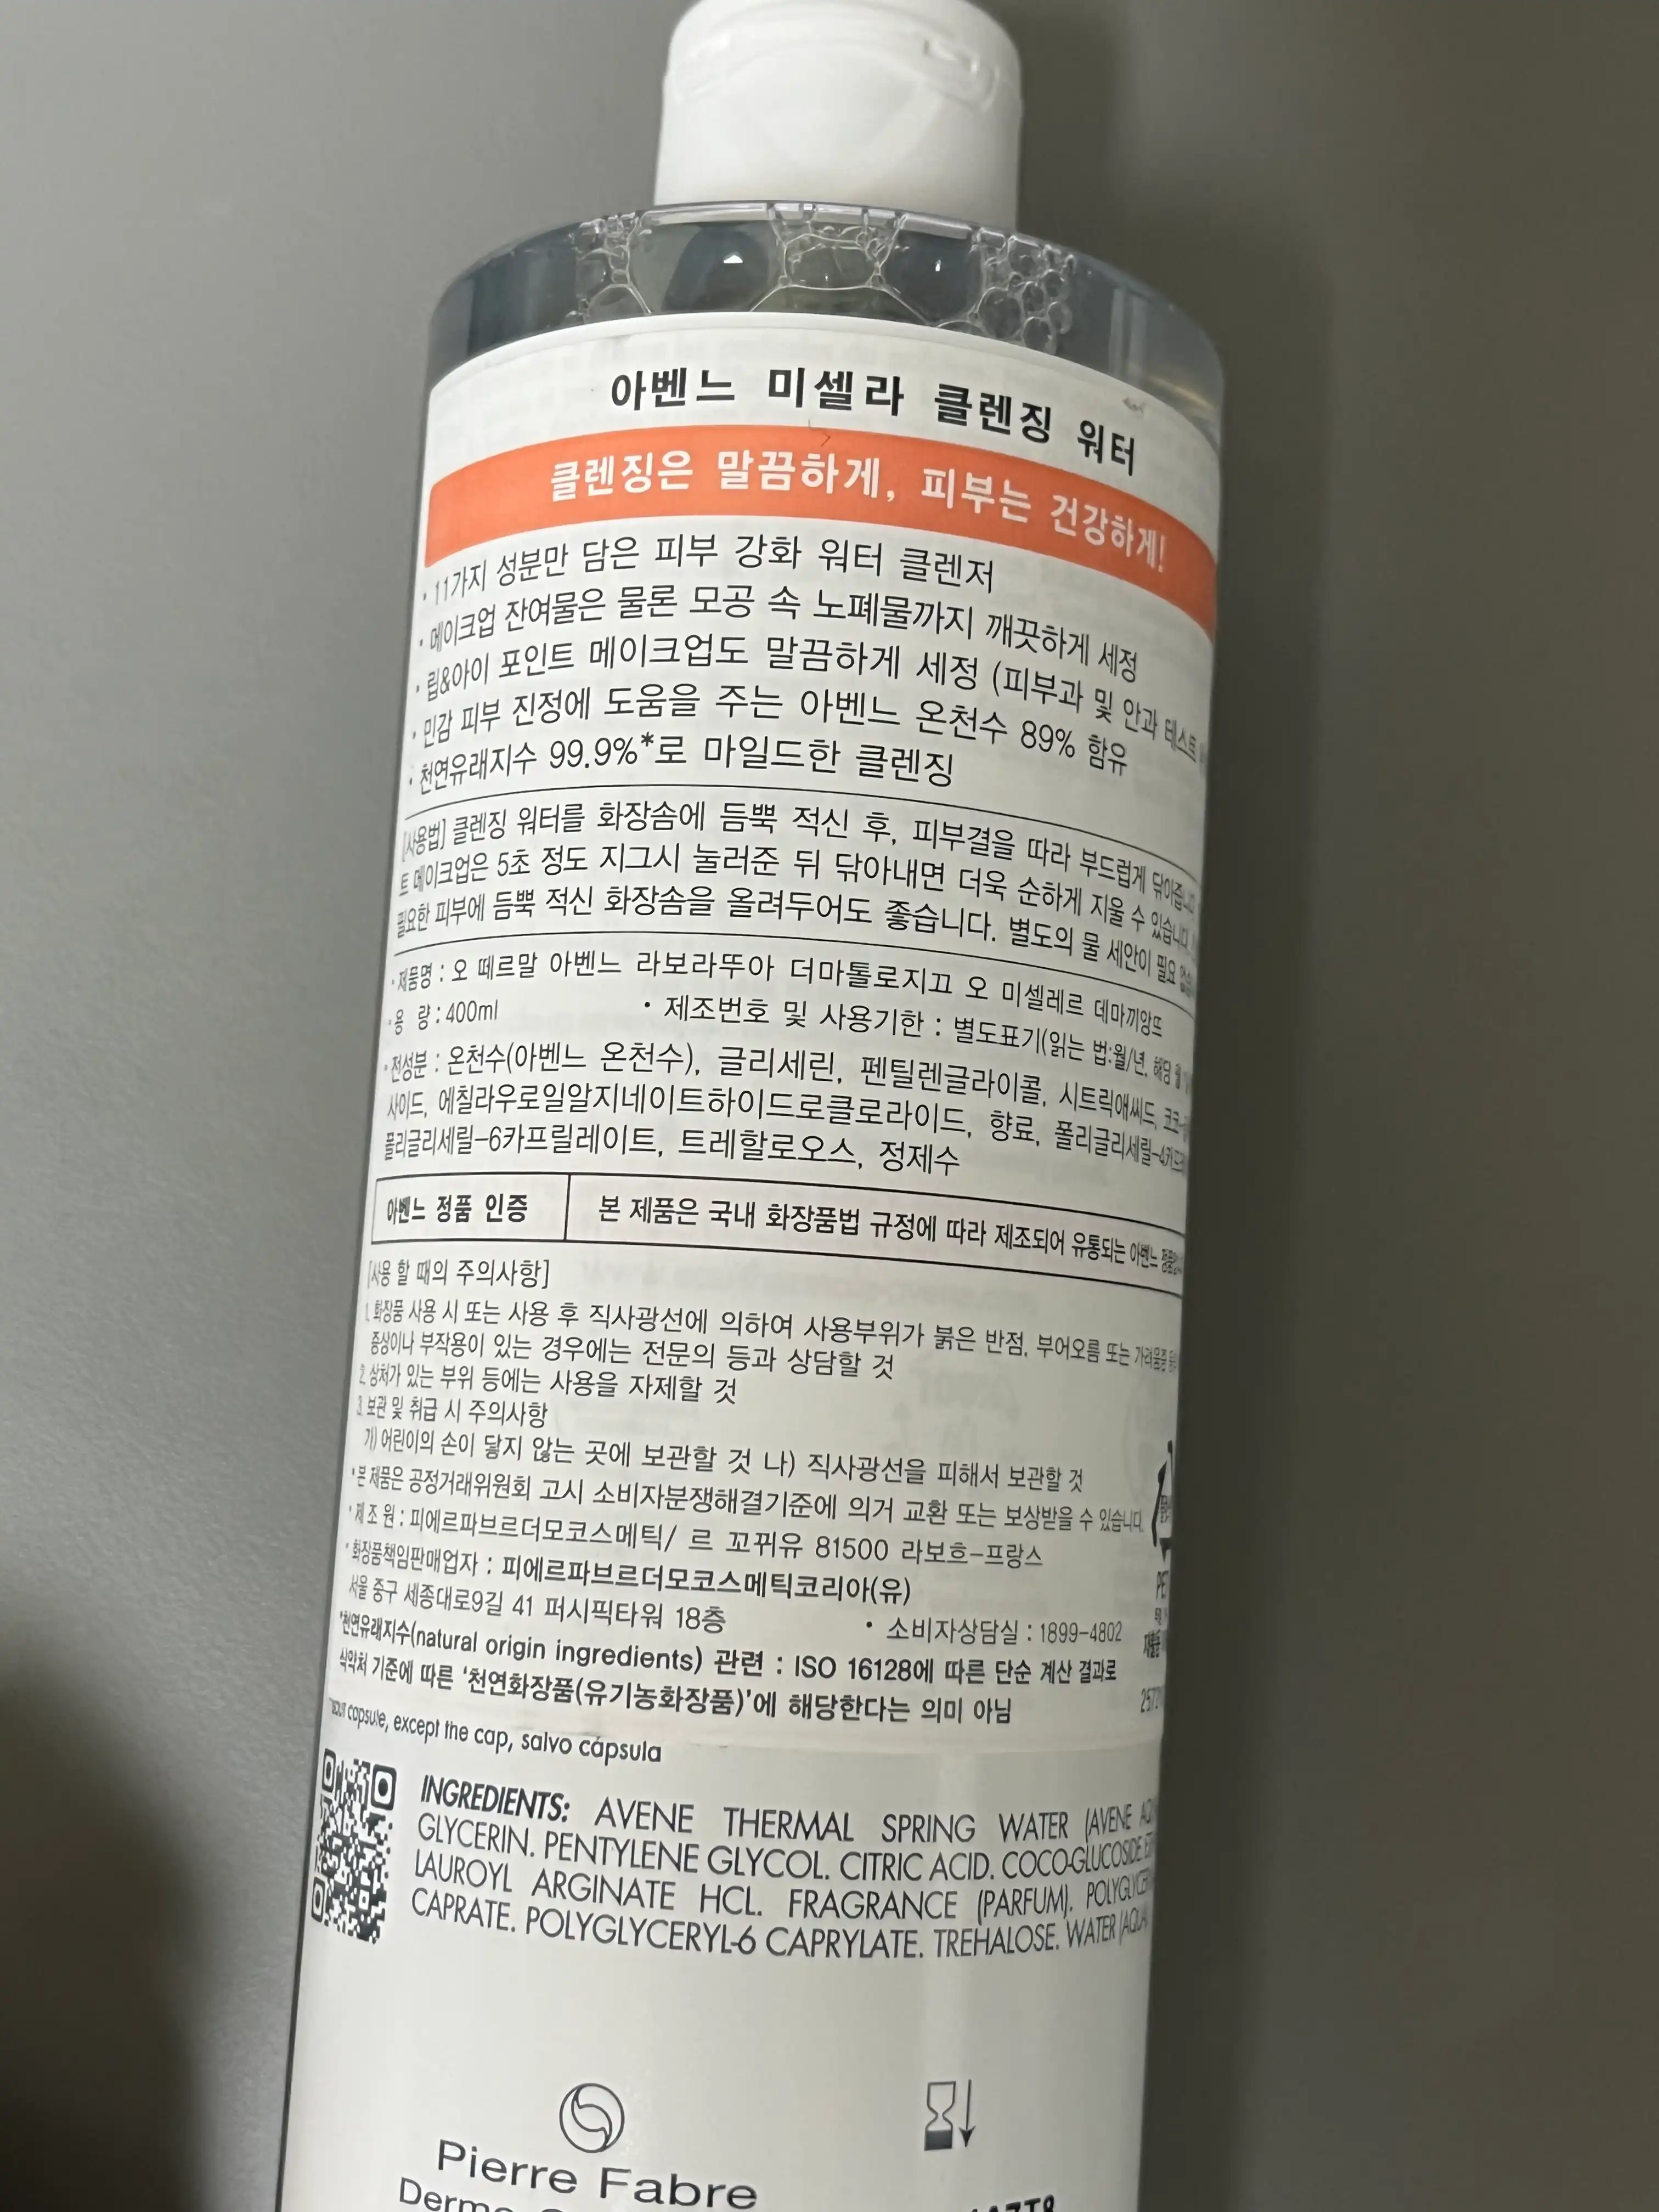 아벤느 미셀라 클렌징 워터
클렌징은 말끔하게, 피부는 건강하게!
· 11가지 성분만 담은 피부 강화 워터 클렌저
· 메이크업 잔여물은 물론 모공 속 노폐물까지 깨끗하게 세정
· 립&아이 포인트 메이크업도 말끔하게 세정 (피부과 및 안과 테스트
· 민감 피부 진정에 도움을 주는 아벤느 온천수 89% 함유
· 천연유래지수 99.9%*로 마일드한 클렌징
[사용법] 클렌징 워터를 화장솜에 듬뿍 적신 후, 피부결을 따라 부드럽게 닦아줍니다
트 메이크업은 5초 정도 지그시 눌러준 뒤 닦아내면 더욱 순하게 지울 수 있습니다.
필요한 피부에 듬뿍 적신 화장솜을 올려두어도 좋습니다. 별도의 물 세안이 필요
· 제품명 : 오 떼르말 아벤느 라보라뚜아 더마톨로지끄 오 미셀레르 데마끼앙뜨
· 용 량 : 400ml · 제조번호 및 사용기한 : 별도표기(읽는 법:월/년, 해당
· 전성분 : 온천수(아벤느 온천수), 글리세린, 펜틸렌글라이콜, 시트릭애씨드, 코코-
사이드, 에칠라우로일알지네이트하이드로클로라이드, 향료, 폴리글리세릴-4카프
폴리글리세릴-6카프릴레이트, 트레할로오스, 정제수
아벤느 정품 인증 본 제품은 국내 화장품법 규정에 따라 제조되어 유통되는 아벤느
[사용 할 때의 주의사항]
1. 화장품 사용 시 또는 사용 후 직사광선에 의하여 사용부위가 붉은 반점, 부어오름 또는 가려움증
증상이나 부작용이 있는 경우에는 전문의 등과 상담할 것
2. 상처가 있는 부위 등에는 사용을 자제할 것
3. 보관 및 취급 시 주의사항
가) 어린이의 손이 닿지 않는 곳에 보관할 것 나) 직사광선을 피해서 보관할 것
· 본 제품은 공정거래위원회 고시 소비자분쟁해결기준에 의거 교환 또는 보상받을 수 있습니다.
· 제 조 원 : 피에르파브르더모코스메틱/ 르 꼬뀌유 81500 라보흐-프랑스
· 화장품책임판매업자 : 피에르파브르더모코스메틱코리아(유)
서울 중구 세종대로9길 41 퍼시픽타워 18층 · 소비자상담실 : 1899-4802
*천연유래지수(natural origin ingredients) 관련 : ISO 16128에 따른 단순 계산 결과로
식약처 기준에 따른 '천연화장품(유기농화장품)'에 해당한다는 의미 아님
capsule, except the cap, salvo cápsula
INGREDIENTS: AVENE THERMAL SPRING WATER (AVENE
GLYCERIN. PENTYLENE GLYCOL. CITRIC ACID. COCO-GLUCOSIDE.
LAUROYL ARGINATE HCL. FRAGRANCE (PARFUM).
CAPRATE. POLYGLYCERYL-6 CAPRYLATE. TREHALOSE. WATER (AQUA)
Pierre Fabre